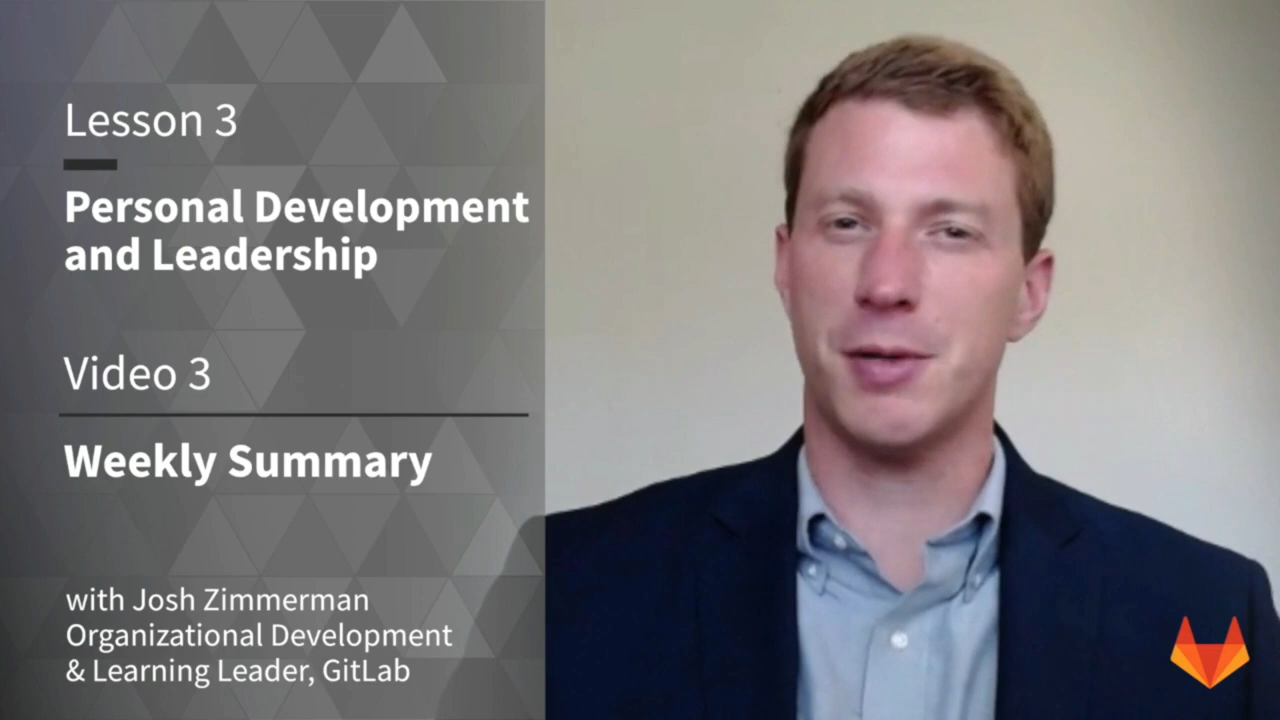 Lesson 3
Personal Development
and Leadership
Video 3
Weekly Summary
with Josh Zimmerman
Organizational Development
& Learning Leader, GitLab